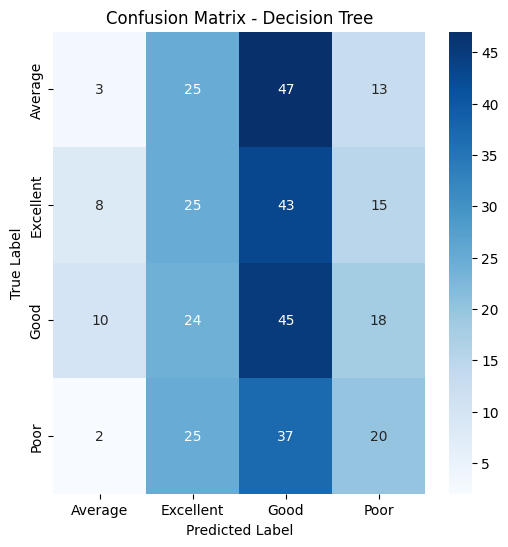 Confusion Matrix - Decision Tree
True Label
Average
3 25 47 13
Excellent
8 25 43 15
Good
10 24 45 18
Poor
2 25 37 20
Average Excellent Good Poor
Predicted Label
45
40
35
30
25
20
15
10
5